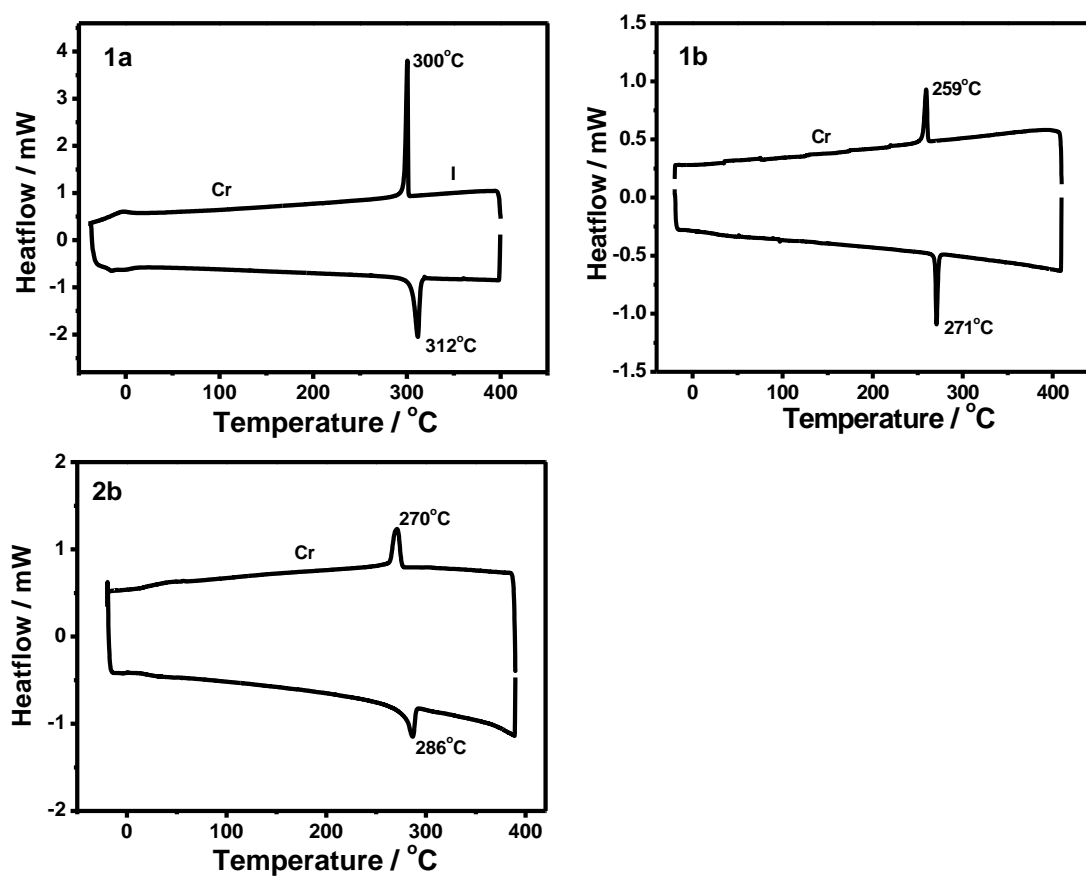 1a
300°C
Cr
I
312°C
4
3
2
1
0
-1
-2
Heatflow / mW
0 100 200 300 400
Temperature / °C
1b
259°C
Cr
271°C
1.5
1.0
0.5
0.0
-0.5
-1.0
-1.5
Heatflow / mW
0 100 200 300 400
Temperature / °C
2b
270°C
Cr
286°C
2
1
0
-1
-2
Heatflow / mW
0 100 200 300 400
Temperature / °C